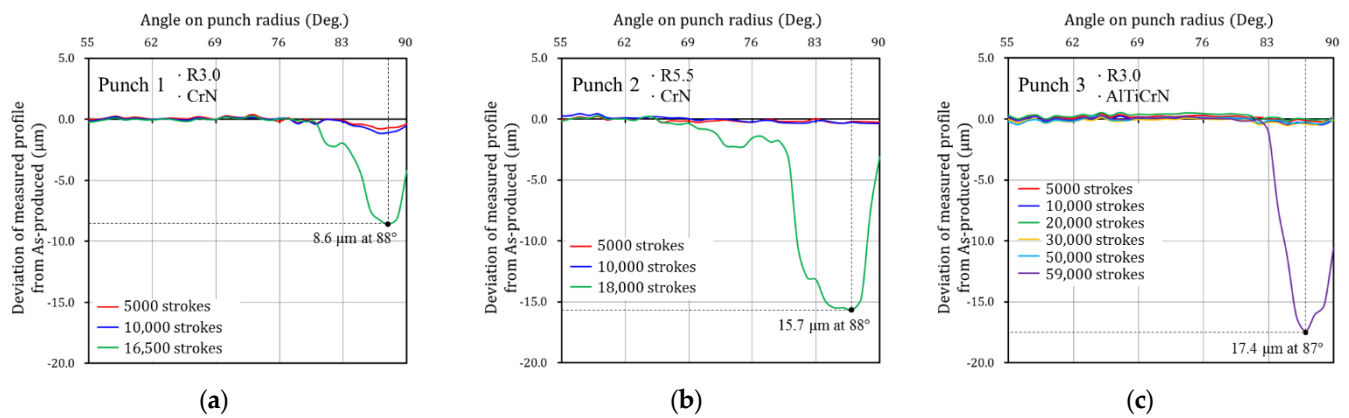 Angle on punch radius (Deg.)
55 62 69 76 83 90
5.0
0.0
-5.0
-10.0
-15.0
-20.0
Deviation of measured profile
from As-produced (μm)
Punch 1
· R3.0
· CrN
8.6 μm at 88°
5000 strokes
10,000 strokes
16,500 strokes
(a)
Angle on punch radius (Deg.)
55 62 69 76 83 90
5.0
0.0
-5.0
-10.0
-15.0
-20.0
Deviation of measured profile
from As-produced (μm)
Punch 2
· R5.5
· CrN
5000 strokes
10,000 strokes
18,000 strokes
15.7 μm at 88°
(b)
Angle on punch radius (Deg.)
55 62 69 76 83 90
5.0
0.0
-5.0
-10.0
-15.0
-20.0
Deviation of measured profile
from As-produced (μm)
Punch 3
· R3.0
· AlTiCrN
5000 strokes
10,000 strokes
20,000 strokes
30,000 strokes
50,000 strokes
59,000 strokes
17.4 μm at 87°
(c)